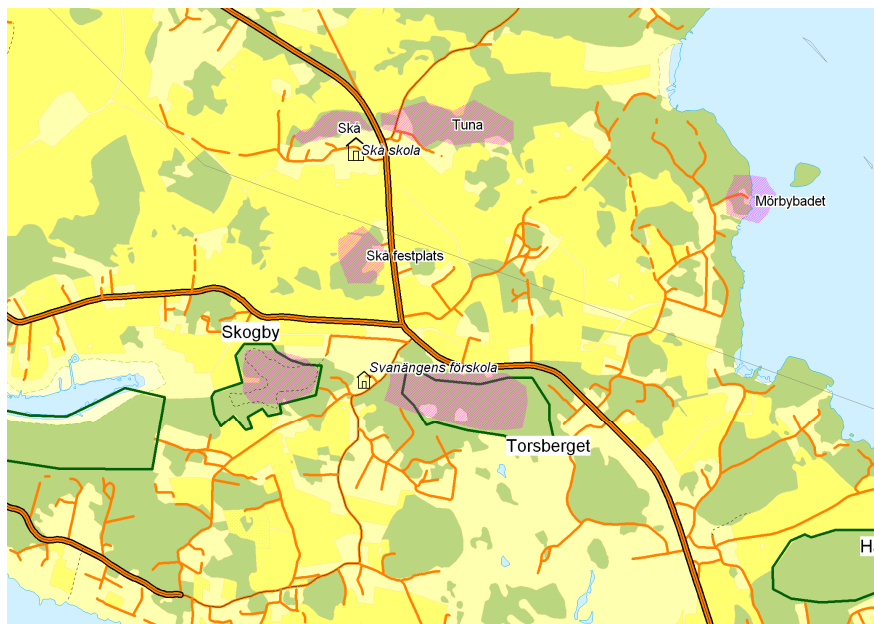 Skå
Tuna
Skå skola
Mörbybadet
Skå festplats
Skogby
Svanängens förskola
Torsberget
H